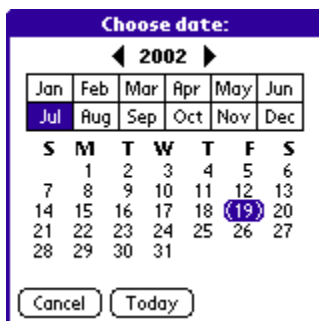 Choose date:
2002
Jan Feb Mar Apr May Jun
Jul Aug Sep Oct Nov Dec
S M T W T F S
1 2 3 4 5 6
7 8 9 10 11 12 13
14 15 16 17 18 19 20
21 22 23 24 25 26 27
28 29 30 31
Cancel Today